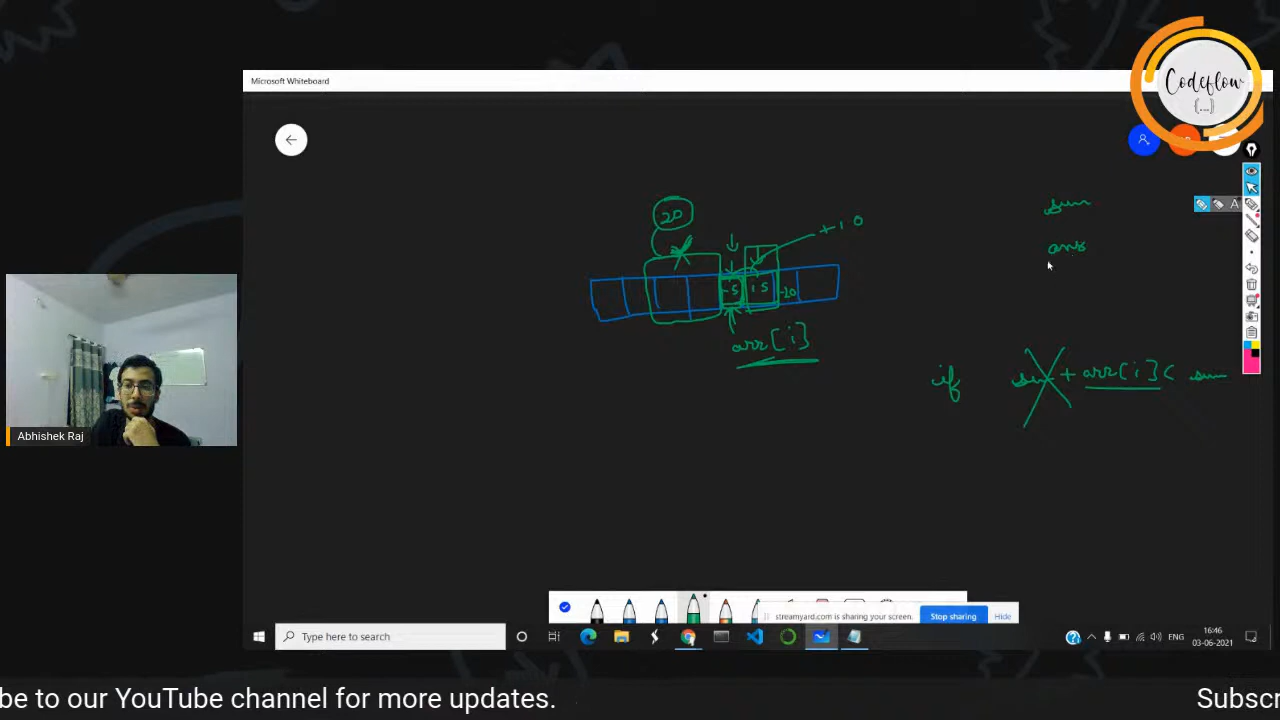 Codeflow
{...}
Microsoft Whiteboard
A
20
+10
sum
ans
-5
15
-20
arr[i]
if sum + arr[i] < sum
Abhishek Raj
streamyard.com is sharing your screen.
Stop sharing
Hide
Type here to search
ENG
16:46
03-06-2021
be to our YouTube channel for more updates.
Subscr